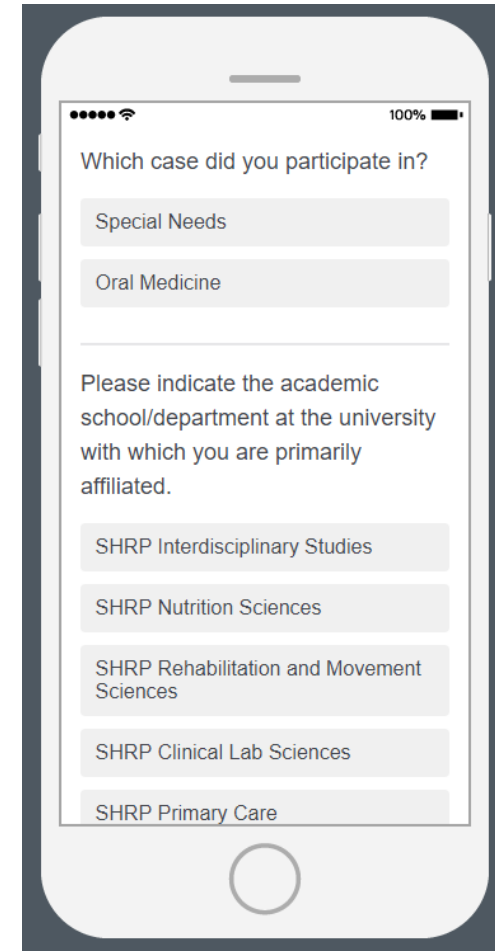 100%
Which case did you participate in?
Special Needs
Oral Medicine
Please indicate the academic
school/department at the university
with which you are primarily
affiliated.
SHRP Interdisciplinary Studies
SHRP Nutrition Sciences
SHRP Rehabilitation and Movement
Sciences
SHRP Clinical Lab Sciences
SHRP Primary Care